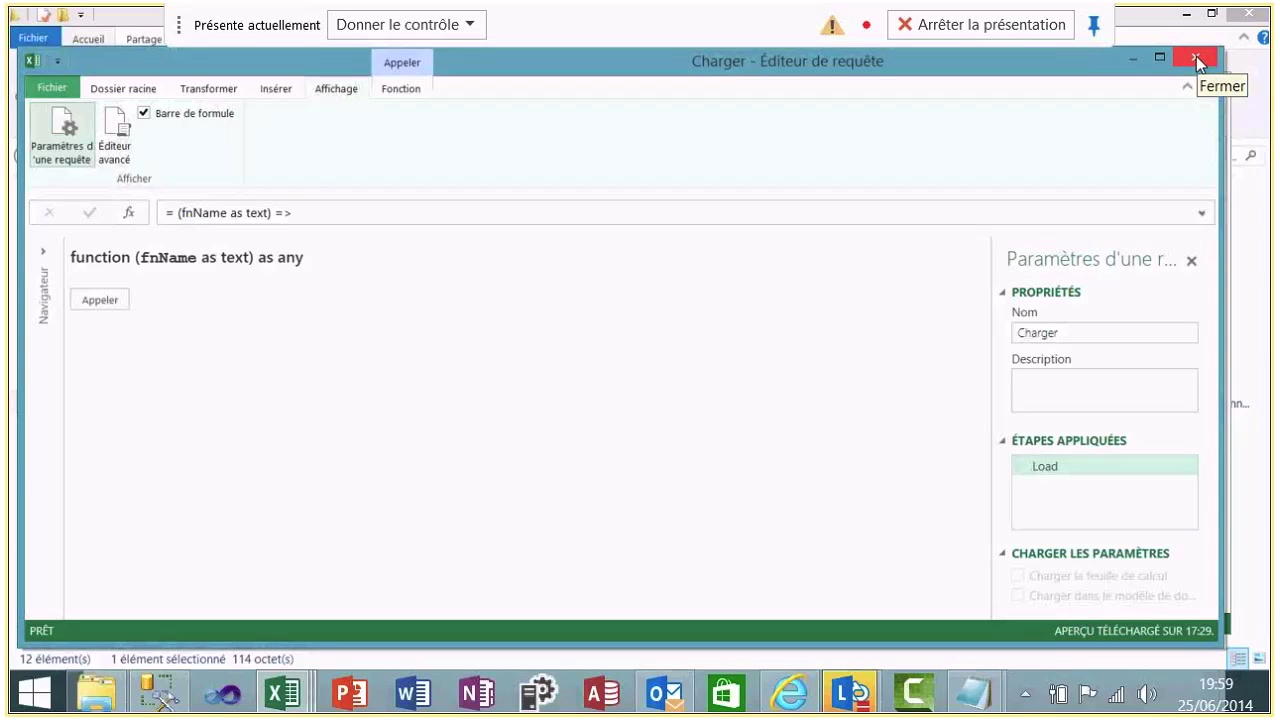 Présente actuellement
Donner le contrôle
Arrêter la présentation
Fichier
Accueil
Partage
Appeler
Charger - Éditeur de requête
Fermer
Fichier
Dossier racine
Transformer
Insérer
Affichage
Fonction
Paramètres d
'une requête
Éditeur
avancé
Barre de formule
Afficher
fx
= (fnName as text) =>
Navigateur
function (fnName as text) as any
Appeler
Paramètres d'une r...
PROPRIÉTÉS
Nom
Charger
Description
nn...
ÉTAPES APPLIQUÉES
Load
CHARGER LES PARAMÈTRES
Charger la feuille de calcul
Charger dans le modèle de do...
PRÊT
APERÇU TÉLÉCHARGÉ SUR 17:29.
12 élément(s)
1 élément sélectionné 114 octet(s)
19:59
25/06/2014